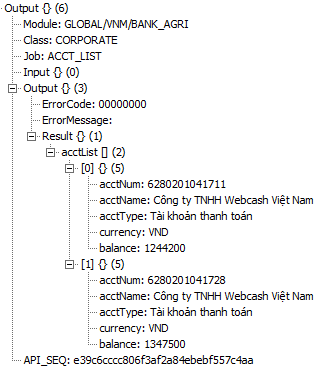 Output {} (6)
Module: GLOBAL/VNM/BANK_AGRI
Class: CORPORATE
Job: ACCT_LIST
Input {} (0)
Output {} (3)
ErrorCode: 00000000
ErrorMessage:
Result {} (1)
acctList [] (2)
[0] {} (5)
acctNum: 6280201041711
acctName: Công ty TNHH Webcash Việt Nam
acctType: Tài khoản thanh toán
currency: VND
balance: 1244200
[1] {} (5)
acctNum: 6280201041728
acctName: Công ty TNHH Webcash Việt Nam
acctType: Tài khoản thanh toán
currency: VND
balance: 1347500
API_SEQ: e39c6cccc806f3af2a84ebebf557c4aa